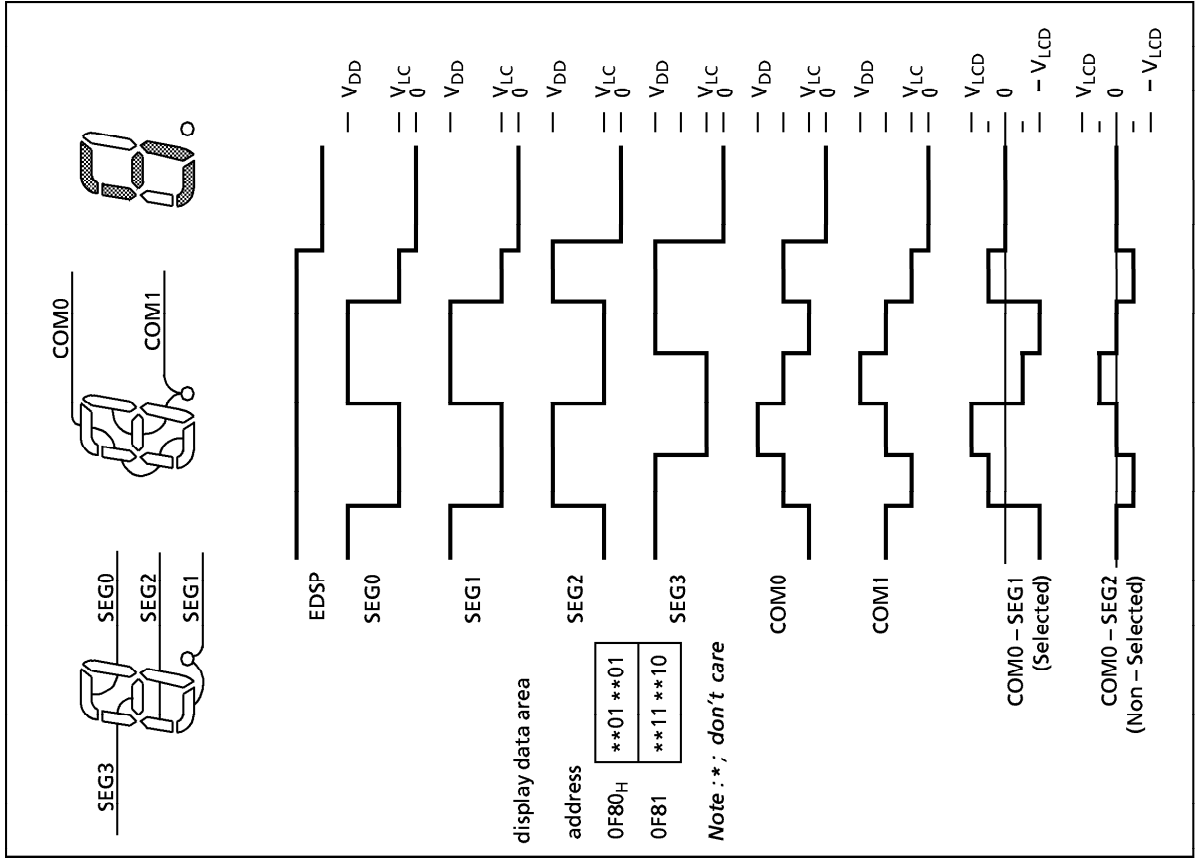 SEG3
SEG0
SEG2
SEG1
COM0
COM1
display data area
address
0F80H **01 **01
0F81 **11 **10
Note : * ; don't care
EDSP
SEG0
VDD
VLC
0
SEG1
VDD
VLC
0
SEG2
VDD
VLC
0
SEG3
VDD
VLC
0
COM0
VDD
VLC
0
COM1
VDD
VLC
0
COM0 – SEG1
(Selected)
VLCD
0
– VLCD
COM0 – SEG2
(Non – Selected)
VLCD
0
– VLCD